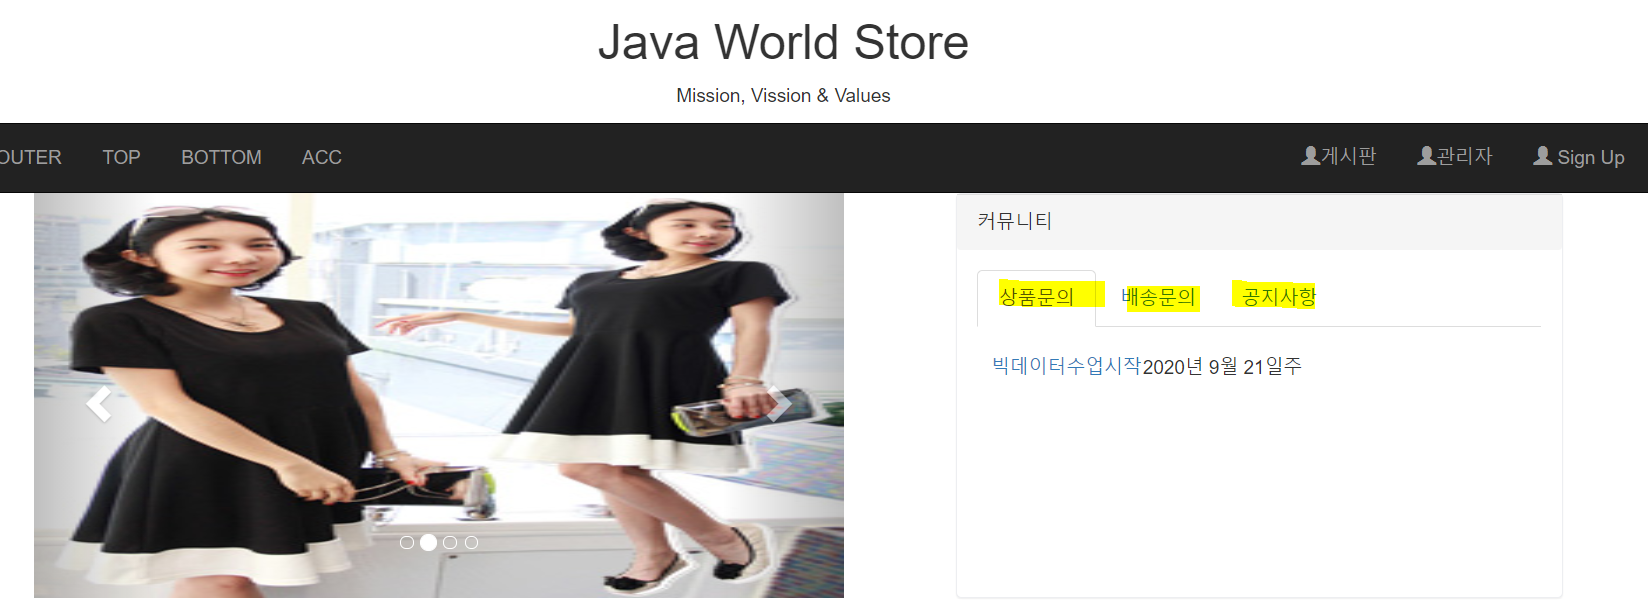 Java World Store
Mission, Vission & Values
OUTER TOP BOTTOM ACC 게시판 관리자 Sign Up
커뮤니티
상품문의 배송문의 공지사항
빅데이터수업시작2020년 9월 21일주